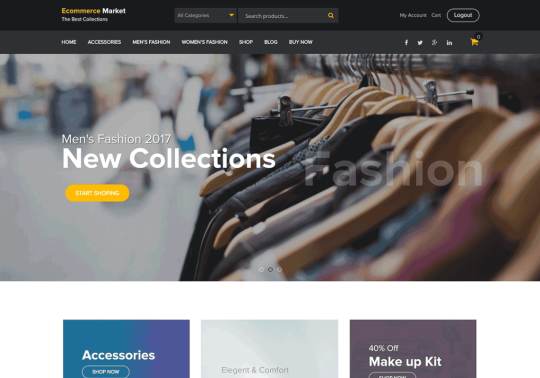 Ecommerce Market
The Best Collections
All Categories
Search products...
My Account Cart Logout
HOME ACCESSORIES MEN'S FASHION WOMEN'S FASHION SHOP BLOG BUY NOW
0
Men's Fashion 2017
New Collections
Fashion
START SHOPING
Accessories
SHOP NOW
Elegent & Comfort
40% Off
Make up Kit
SHOP NOW